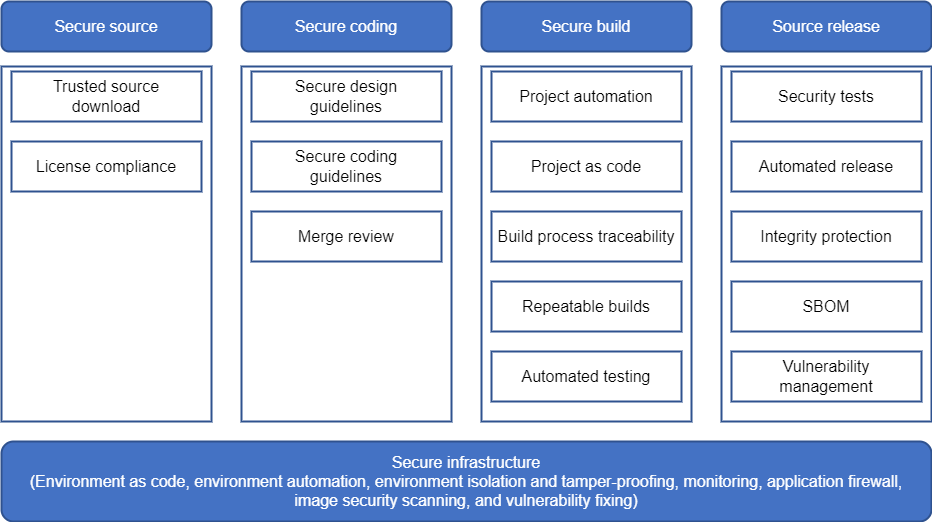 Secure source
Secure coding
Secure build
Source release
Trusted source
download
License compliance
Secure design
guidelines
Secure coding
guidelines
Merge review
Project automation
Project as code
Build process traceability
Repeatable builds
Automated testing
Security tests
Automated release
Integrity protection
SBOM
Vulnerability
management
Secure infrastructure
(Environment as code, environment automation, environment isolation and tamper-proofing, monitoring, application firewall,
image security scanning, and vulnerability fixing)